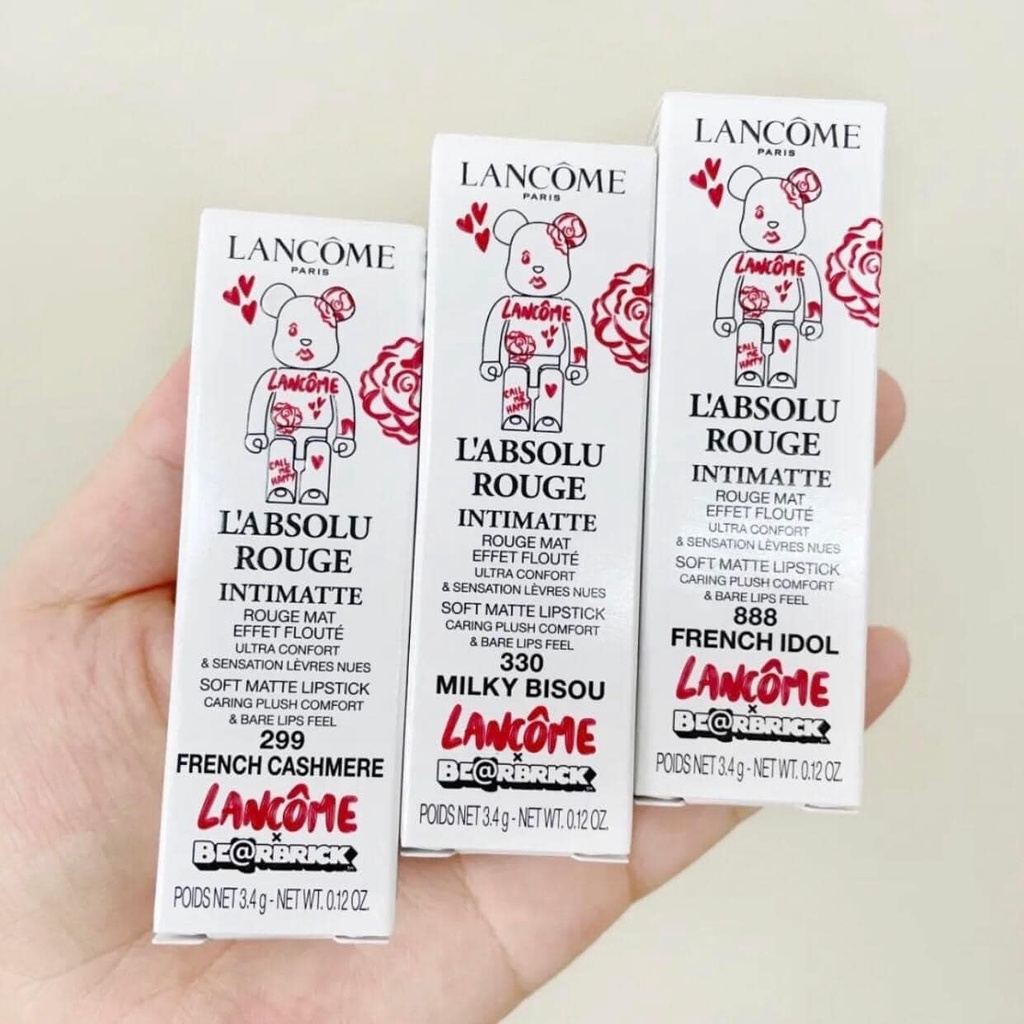 LANCÔME
PARIS
LANCÔME
CALL
ME
HAPPY
L'ABSOLU
ROUGE
INTIMATTE
ROUGE MAT
EFFET FLOUTÉ
ULTRA CONFORT
& SENSATION LÈVRES NUES
SOFT MATTE LIPSTICK
CARING PLUSH COMFORT
& BARE LIPS FEEL
299
FRENCH CASHMERE
LANCÔME
×
BE@RBRICK
POIDS NET 3.4 g - NET WT. 0.12 OZ.
LANCÔME
PARIS
LANCÔME
CALL
ME
HAPPY
L'ABSOLU
ROUGE
INTIMATTE
ROUGE MAT
EFFET FLOUTÉ
ULTRA CONFORT
& SENSATION LÈVRES NUES
SOFT MATTE LIPSTICK
CARING PLUSH COMFORT
& BARE LIPS FEEL
330
MILKY BISOU
LANCÔME
×
BE@RBRICK
POIDS NET 3.4 g - NET WT. 0.12 OZ.
LANCÔME
PARIS
LANCÔME
CALL
ME
HAPPY
L'ABSOLU
ROUGE
INTIMATTE
ROUGE MAT
EFFET FLOUTÉ
ULTRA CONFORT
& SENSATION LÈVRES NUES
SOFT MATTE LIPSTICK
CARING PLUSH COMFORT
& BARE LIPS FEEL
888
FRENCH IDOL
LANCÔME
×
BE@RBRICK
POIDS NET 3.4 g - NET WT. 0.12 OZ.